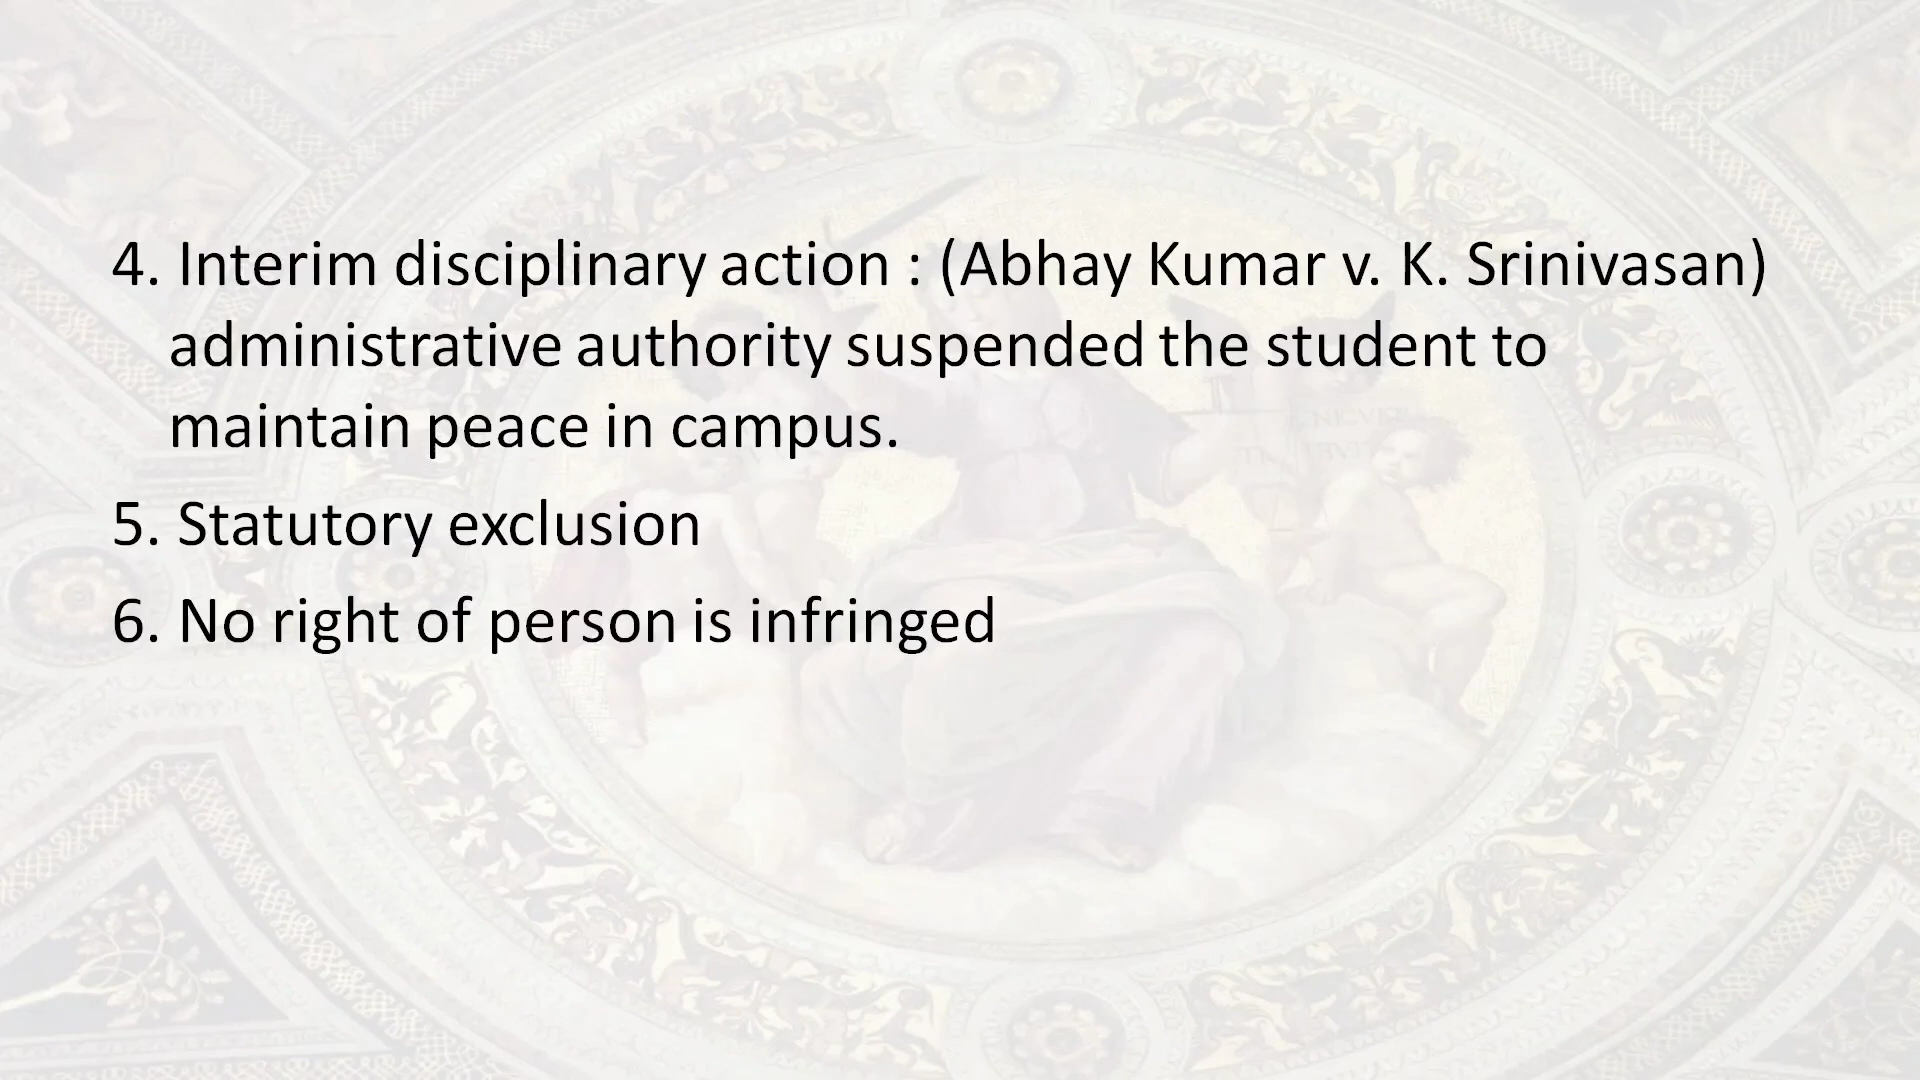 4. Interim disciplinary action : (Abhay Kumar v. K. Srinivasan)
administrative authority suspended the student to
maintain peace in campus.
5. Statutory exclusion
6. No right of person is infringed